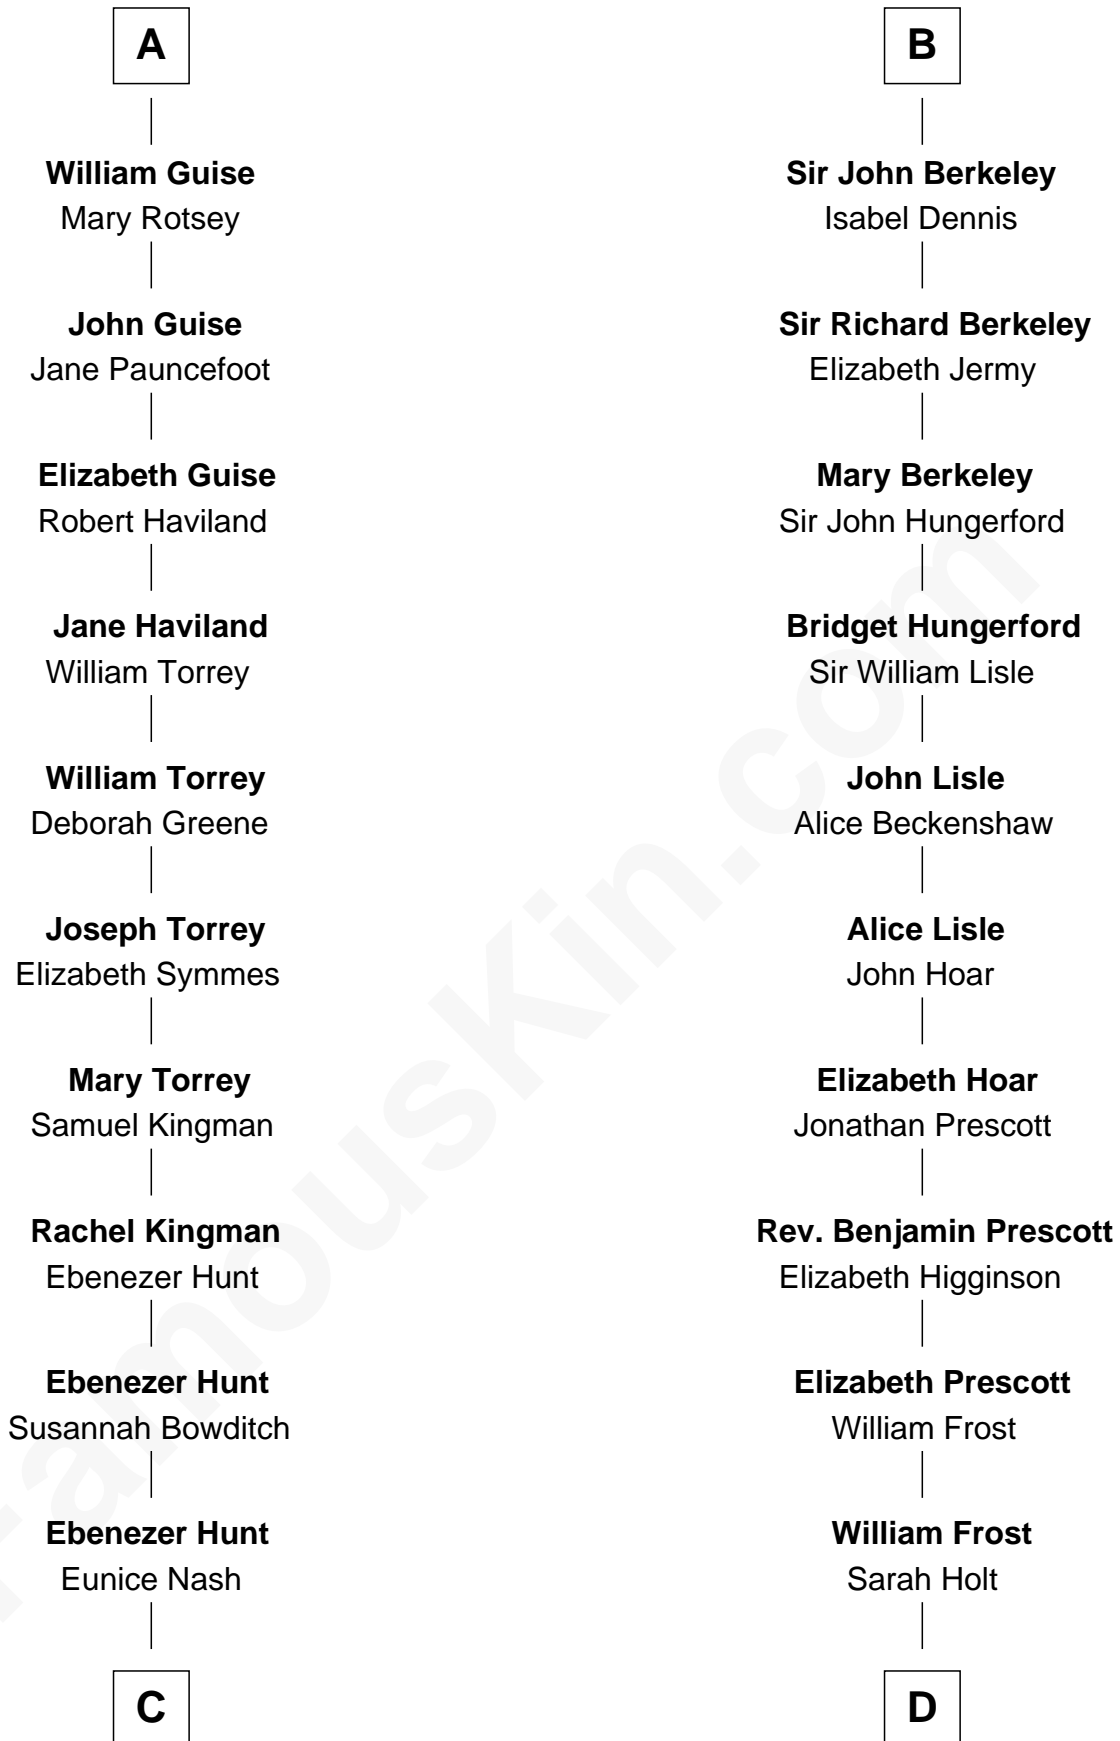 A
William Guise
Mary Rotsey
John Guise
Jane Pauncefoot
Elizabeth Guise
Robert Haviland
Jane Haviland
William Torrey
William Torrey
Deborah Greene
Joseph Torrey
Elizabeth Symmes
Mary Torrey
Samuel Kingman
Rachel Kingman
Ebenezer Hunt
Ebenezer Hunt
Susannah Bowditch
Ebenezer Hunt
Eunice Nash
C
B
Sir John Berkeley
Isabel Dennis
Sir Richard Berkeley
Elizabeth Jermy
Mary Berkeley
Sir John Hungerford
Bridget Hungerford
Sir William Lisle
John Lisle
Alice Beckenshaw
Alice Lisle
John Hoar
Elizabeth Hoar
Jonathan Prescott
Rev. Benjamin Prescott
Elizabeth Higginson
Elizabeth Prescott
William Frost
William Frost
Sarah Holt
D
FamousKin.com